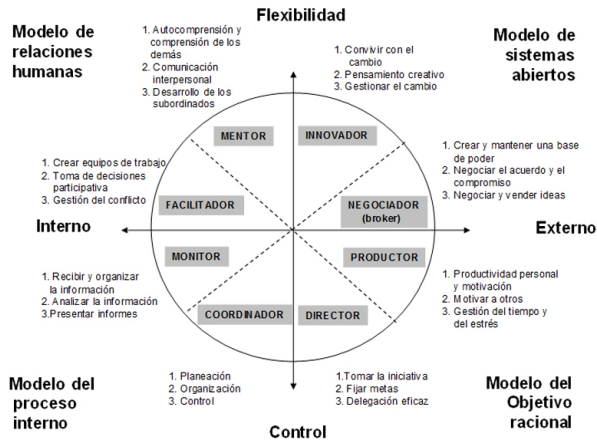 Flexibilidad
Modelo de
relaciones
humanas
1. Autocomprensión y
comprensión de los
demás
2. Comunicación
interpersonal
3. Desarrollo de los
subordinados
1. Convivir con el
cambio
2. Pensamiento creativo
3. Gestionar el cambio
Modelo de
sistemas
abiertos
MENTOR
INNOVADOR
1. Crear equipos de trabajo
2. Toma de decisiones
participativa
3. Gestión del conflicto
FACILITADOR
NEGOCIADOR
(broker)
1. Crear y mantener una base
de poder
2. Negociar el acuerdo y el
compromiso
3. Negociar y vender ideas
Interno
Externo
MONITOR
PRODUCTOR
1. Recibir y organizar
la información
2. Analizar la información
3.Presentar informes
COORDINADOR
DIRECTOR
1. Productividad personal
y motivación
2. Motivar a otros
3. Gestión del tiempo y
del estrés
Modelo del
proceso
interno
1. Planeación
2. Organización
3. Control
1.Tomar la iniciativa
2. Fijar metas
3. Delegación eficaz
Modelo del
Objetivo
racional
Control